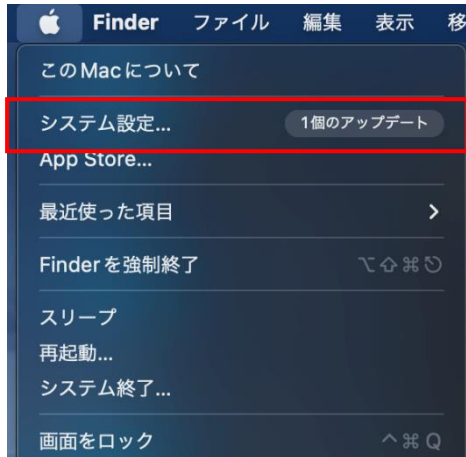 Finder ファイル 編集 表示 移
このMacについて
システム設定... 1個のアップデート
App Store...
最近使った項目 >
Finderを強制終了 ⌥⇧⌘⎋
スリープ
再起動...
システム終了...
画面をロック ^⌘Q